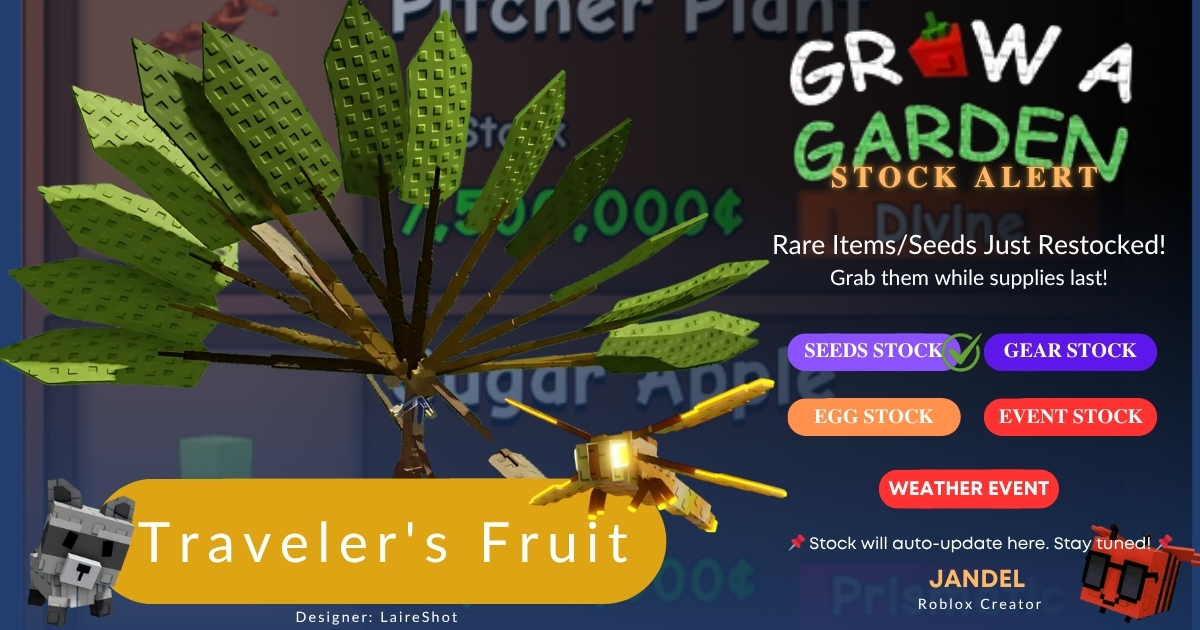 Pitcher Plant
Stock
7,500,000¢
Divine
Sugar Apple
GROW A
GARDEN
STOCK ALERT
Rare Items/Seeds Just Restocked!
Grab them while supplies last!
SEEDS STOCK
GEAR STOCK
EGG STOCK
EVENT STOCK
WEATHER EVENT
Traveler's Fruit
Stock will auto-update here. Stay tuned!
JANDEL
Roblox Creator
Designer: LaireShot